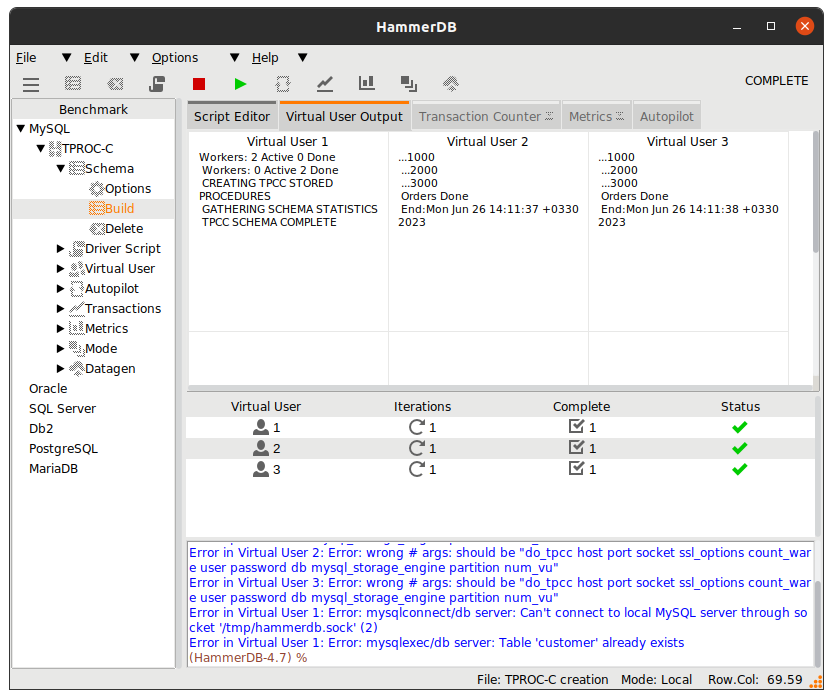 HammerDB
File Edit Options Help
COMPLETE
Benchmark
MySQL
TPROC-C
Schema
Options
Build
Delete
Driver Script
Virtual User
Autopilot
Transactions
Metrics
Mode
Datagen
Oracle
SQL Server
Db2
PostgreSQL
MariaDB
Script Editor Virtual User Output Transaction Counter Metrics Autopilot
Virtual User 1
Workers: 2 Active 0 Done
Workers: 0 Active 2 Done
CREATING TPCC STORED
PROCEDURES
GATHERING SCHEMA STATISTICS
TPCC SCHEMA COMPLETE
Virtual User 2
...1000
...2000
...3000
Orders Done
End:Mon Jun 26 14:11:37 +0330
2023
Virtual User 3
...1000
...2000
...3000
Orders Done
End:Mon Jun 26 14:11:38 +0330
2023
Virtual User Iterations Complete Status
1 1 1
2 1 1
3 1 1
Error in Virtual User 2: Error: wrong # args: should be "do_tpcc host port socket ssl_options count_war
e user password db mysql_storage_engine partition num_vu"
Error in Virtual User 3: Error: wrong # args: should be "do_tpcc host port socket ssl_options count_war
e user password db mysql_storage_engine partition num_vu"
Error in Virtual User 1: Error: mysqlconnect/db server: Can't connect to local MySQL server through so
cket '/tmp/hammerdb.sock' (2)
Error in Virtual User 1: Error: mysqlexec/db server: Table 'customer' already exists
(HammerDB-4.7) %
File: TPROC-C creation Mode: Local Row.Col: 69.59